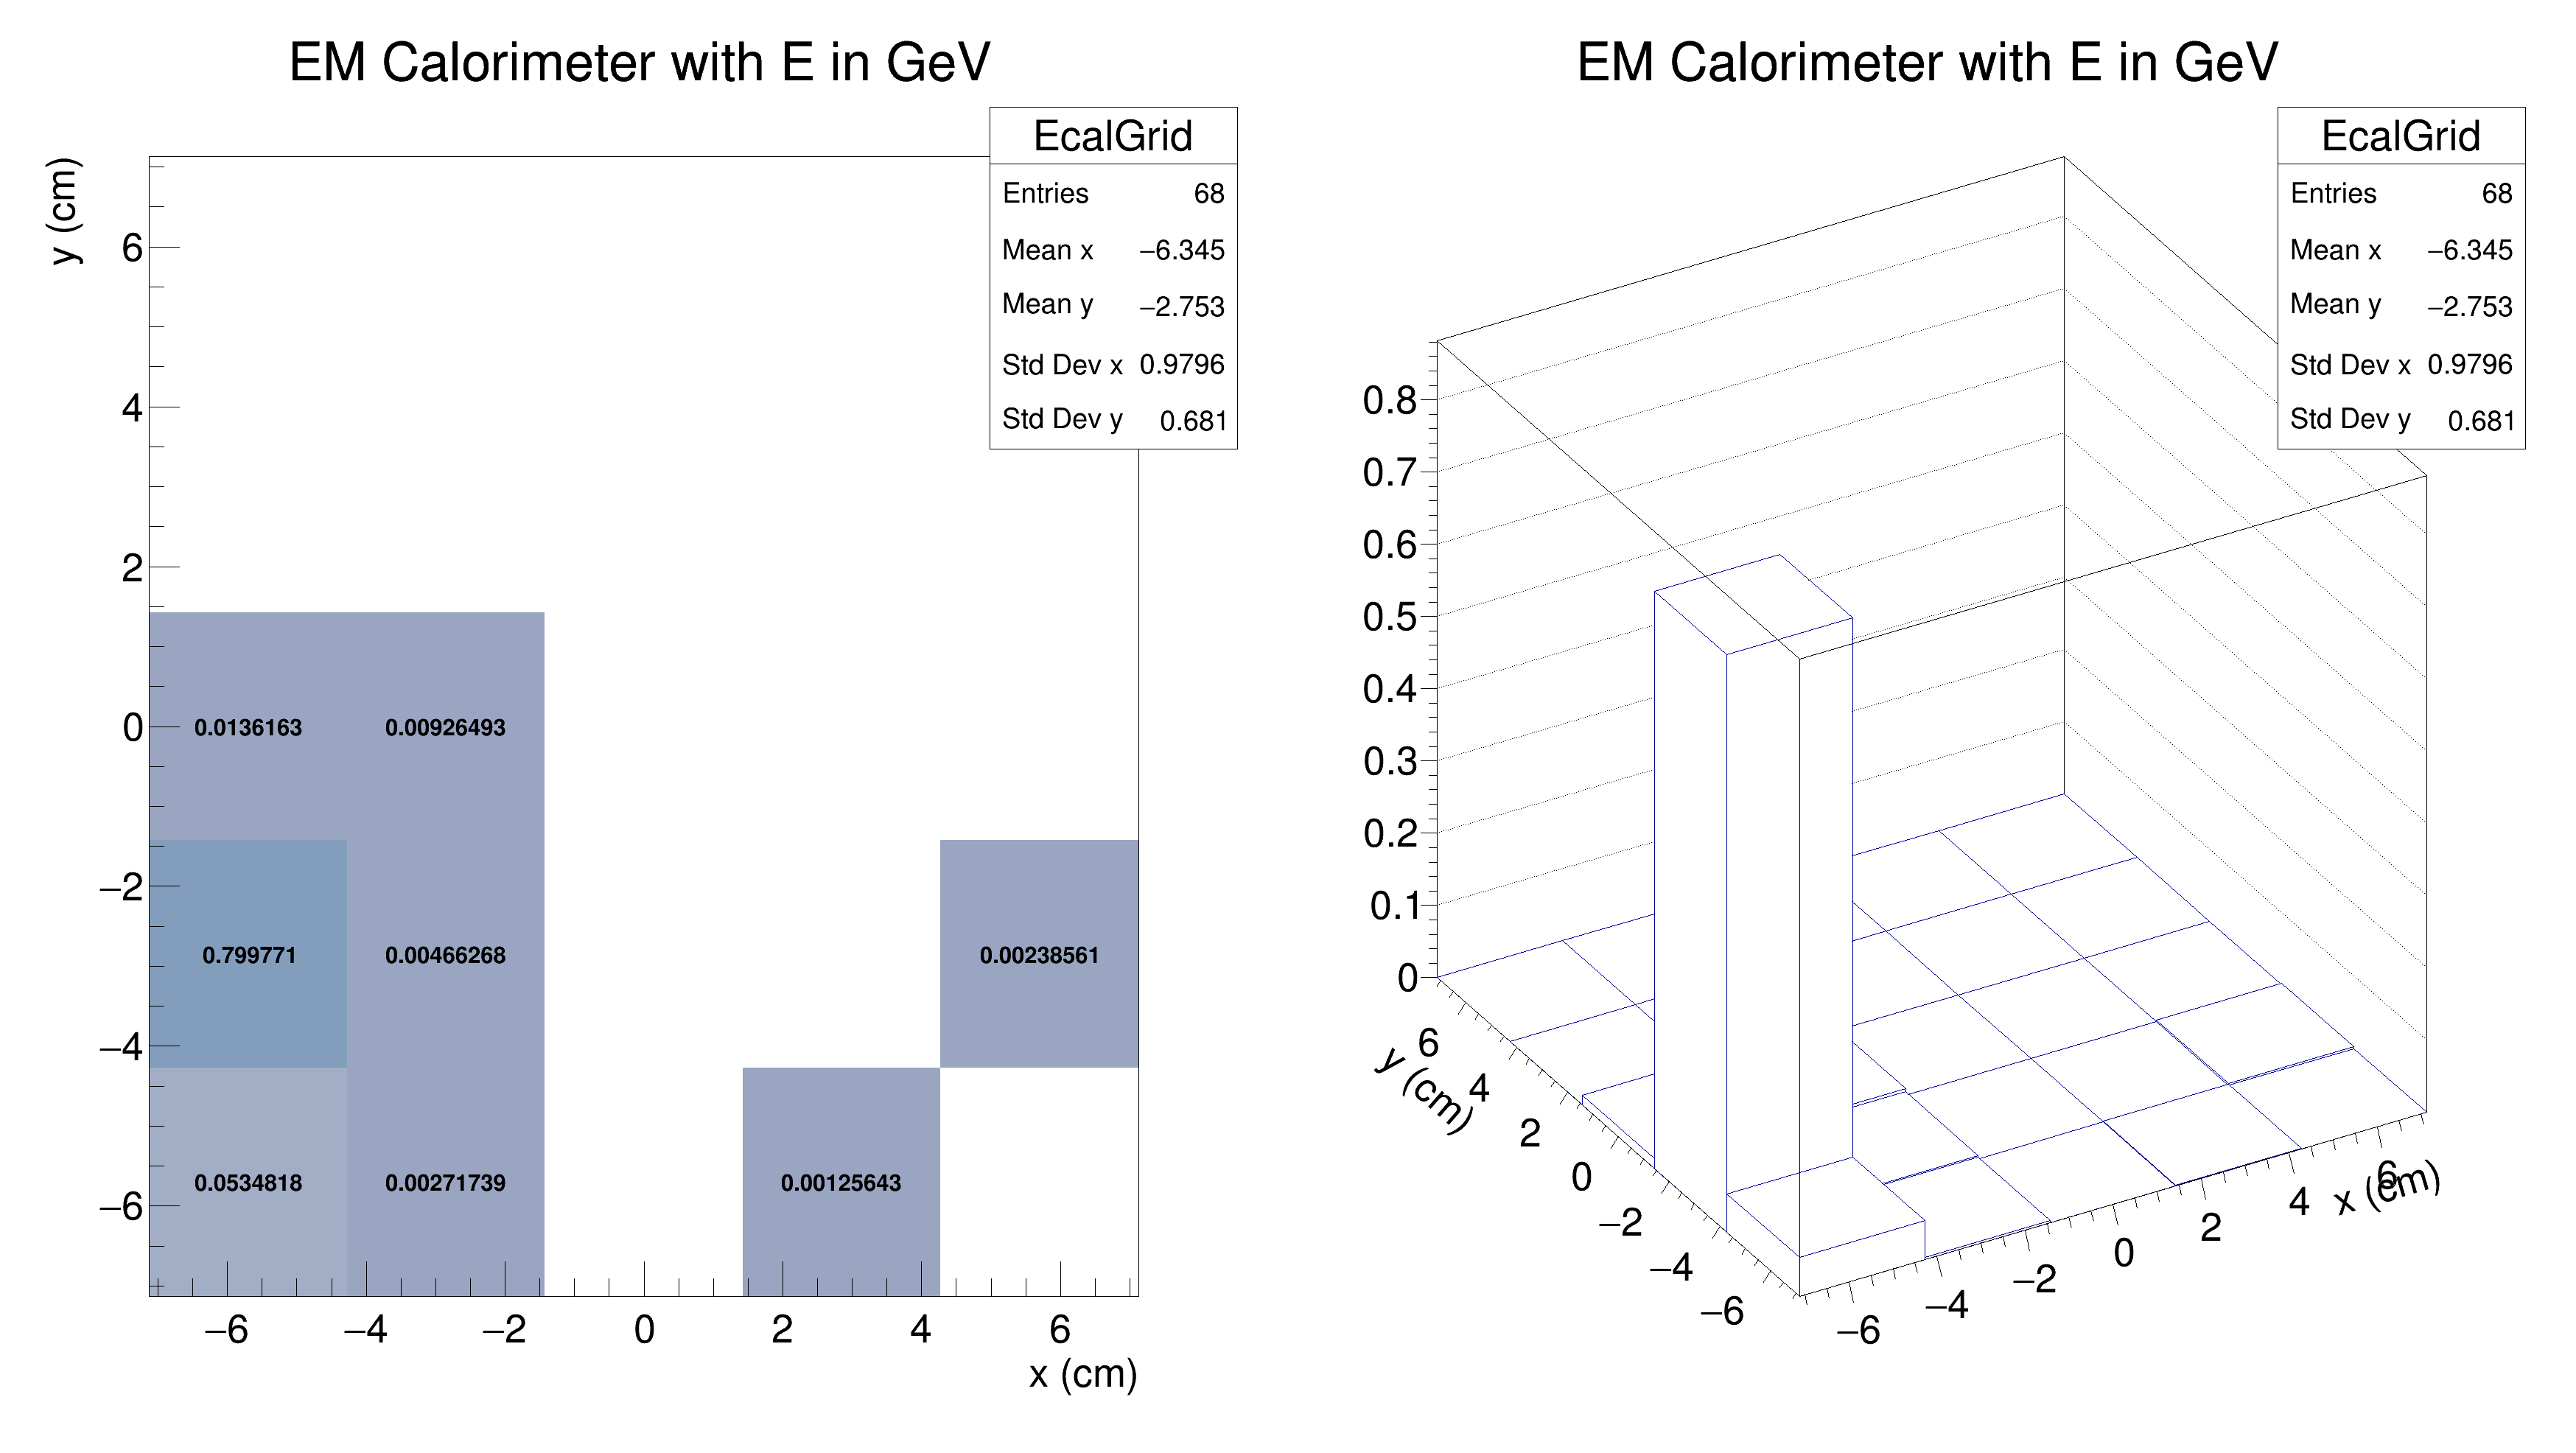 EM Calorimeter with E in GeV
EcalGrid
Entries 68
Mean x −6.345
Mean y −2.753
Std Dev x 0.9796
Std Dev y 0.681
y (cm)
6
4
2
0
−2
−4
−6
0.0136163 0.00926493
0.799771 0.00466268 0.00238561
0.0534818 0.00271739 0.00125643
−6 −4 −2 0 2 4 6
x (cm)
EM Calorimeter with E in GeV
EcalGrid
Entries 68
Mean x −6.345
Mean y −2.753
Std Dev x 0.9796
Std Dev y 0.681
0.8
0.7
0.6
0.5
0.4
0.3
0.2
0.1
0
6
4
2
0
−2
−4
−6
y (cm)
−6 −4 −2 0 2 4 6
x (cm)